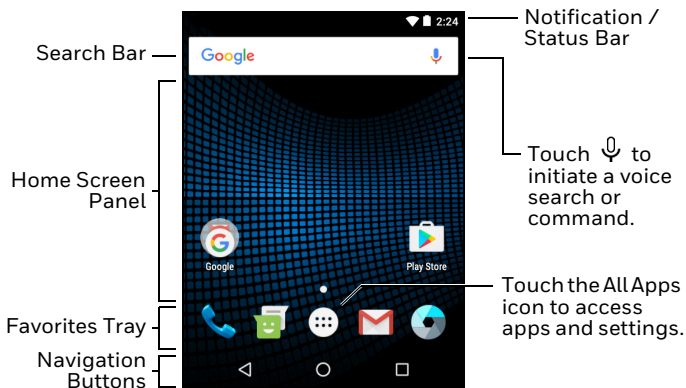 2:24
Notification /
Status Bar
Search Bar
Google
Touch to
initiate a voice
search or
command.
Home Screen
Panel
Google
Play Store
Touch the All Apps
icon to access
apps and settings.
Favorites Tray
Navigation
Buttons